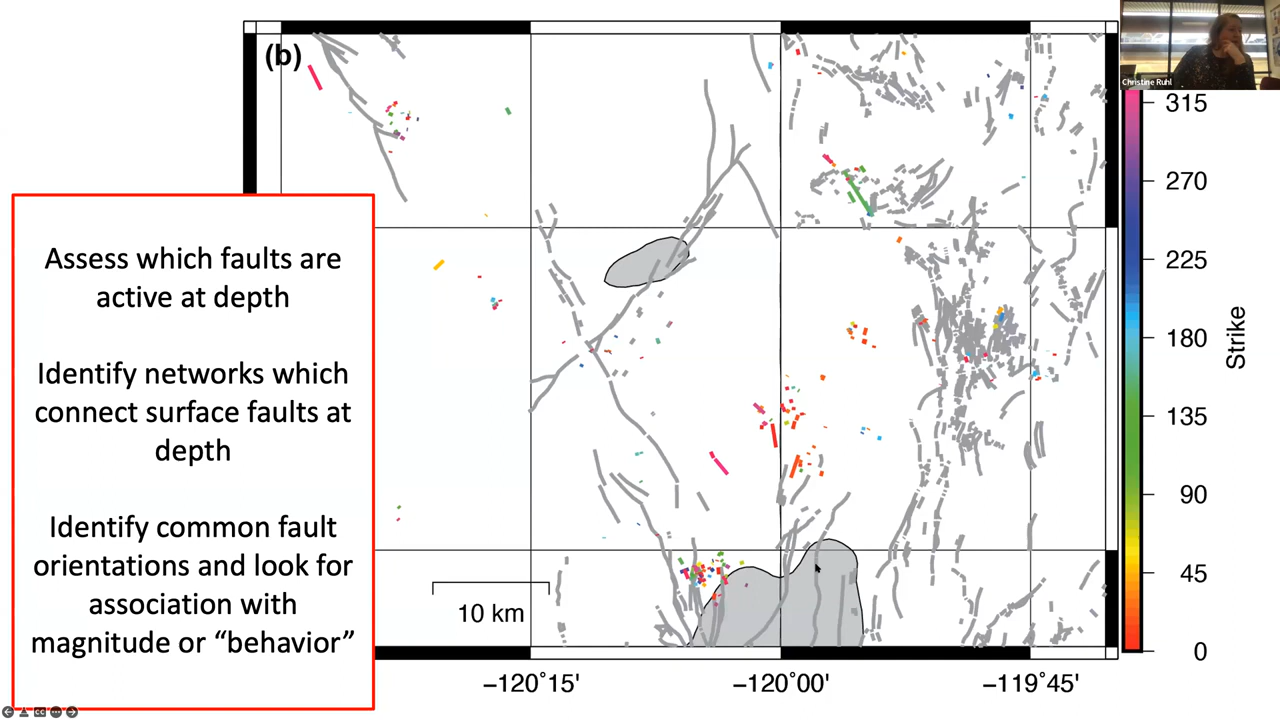 (b)
Christine Ruhl
Assess which faults are
active at depth
Identify networks which
connect surface faults at
depth
Identify common fault
orientations and look for
association with
magnitude or “behavior”
10 km
−120˚15'
−120˚00'
−119˚45'
315
270
225
180
135
90
45
0
Strike